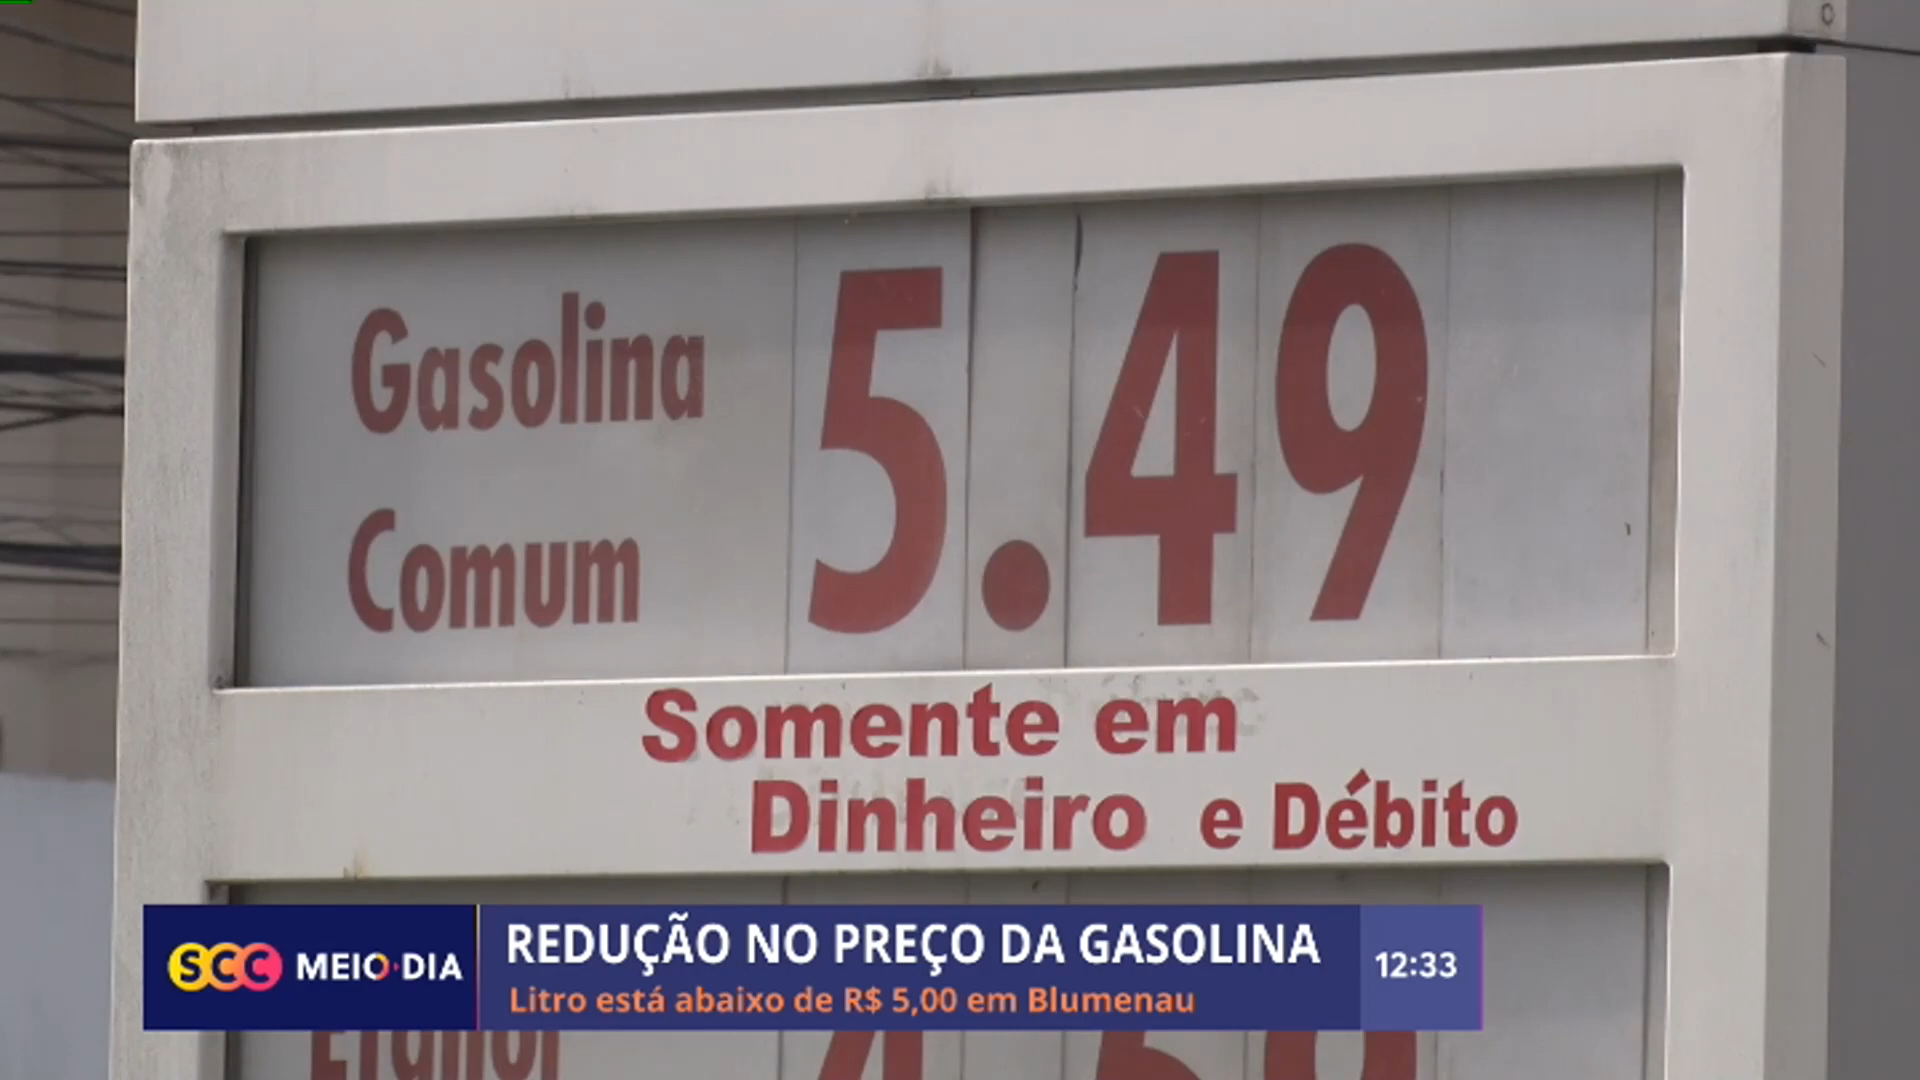 Gasolina 5.49
Comum
Somente em
Dinheiro e Débito
SCC MEIO-DIA
REDUÇÃO NO PREÇO DA GASOLINA
12:33
Litro está abaixo de R$ 5,00 em Blumenau
Etanol